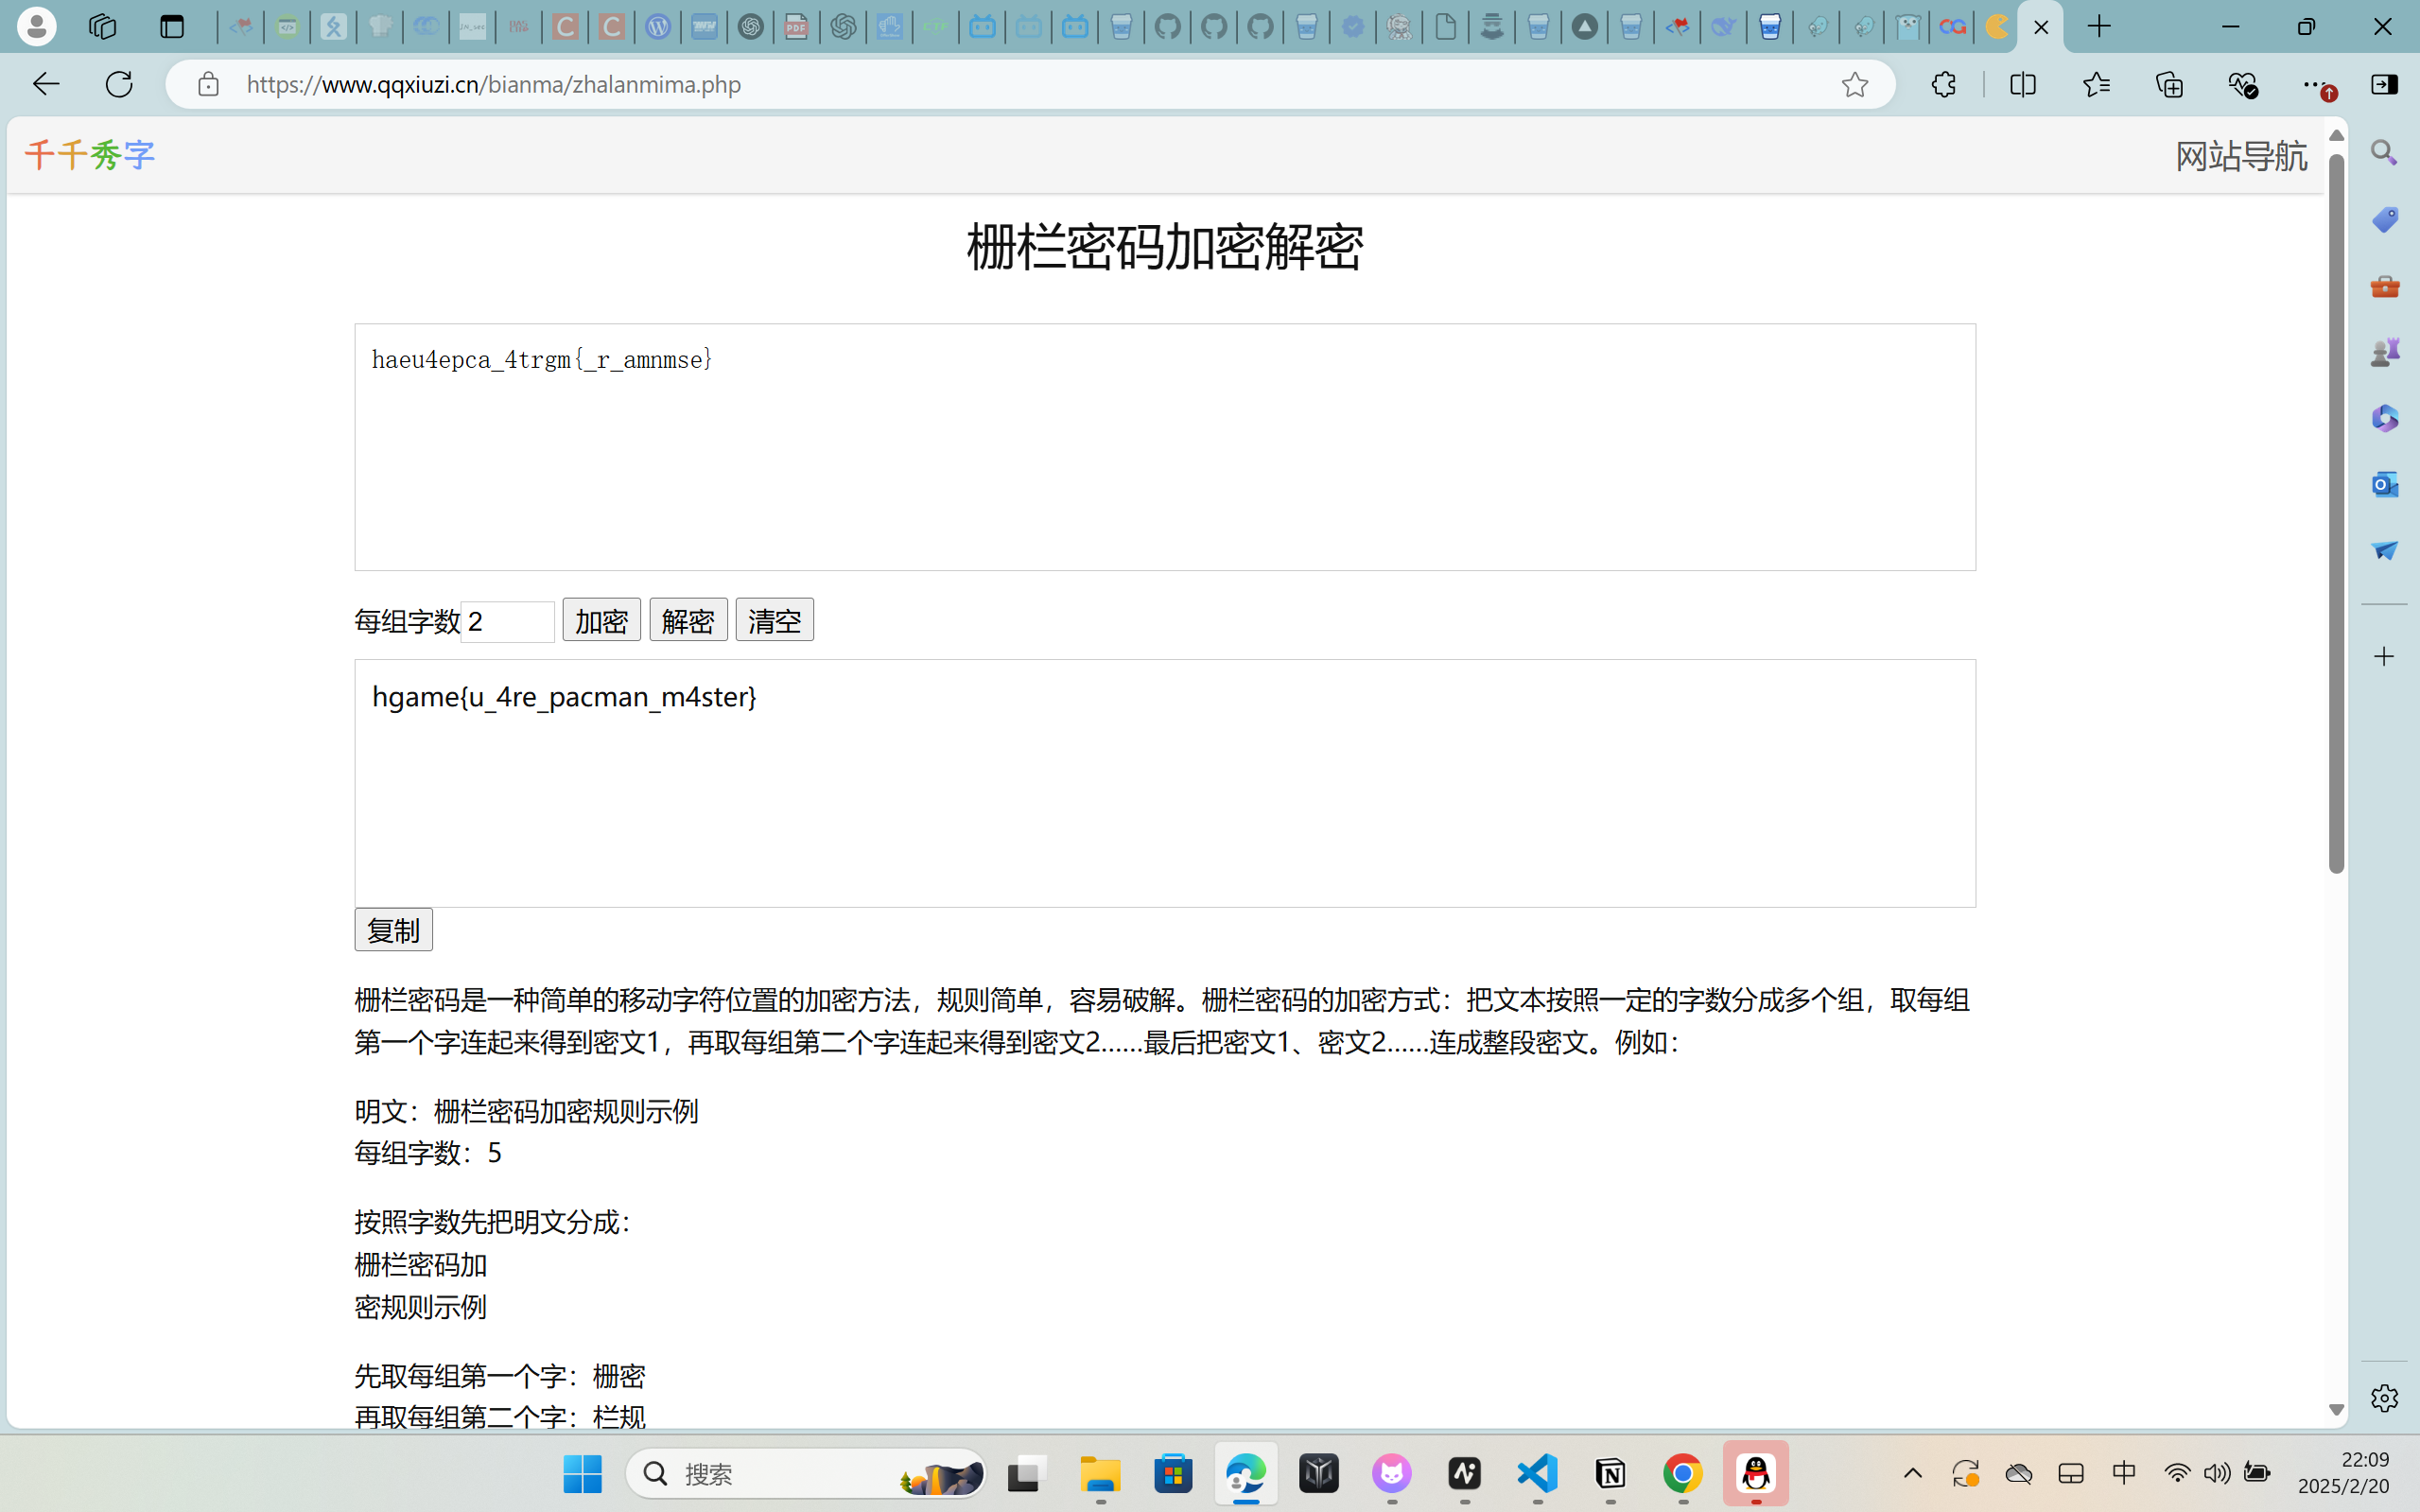 https://www.qqxiuzi.cn/bianma/zhalanmima.php
千千秀字
网站导航
栅栏密码加密解密
haeu4epca_4trgm{_r_amnmse}
每组字数 2 加密 解密 清空
hgame{u_4re_pacman_m4ster}
复制
栅栏密码是一种简单的移动字符位置的加密方法，规则简单，容易破解。栅栏密码的加密方式：把文本按照一定的字数分成多个组，取每组
第一个字连起来得到密文1，再取每组第二个字连起来得到密文2……最后把密文1、密文2……连成整段密文。例如：
明文：栅栏密码加密规则示例
每组字数：5
按照字数先把明文分成：
栅栏密码加
密规则示例
先取每组第一个字：栅密
再取每组第二个字：栏规
搜索
中
22:09
2025/2/20